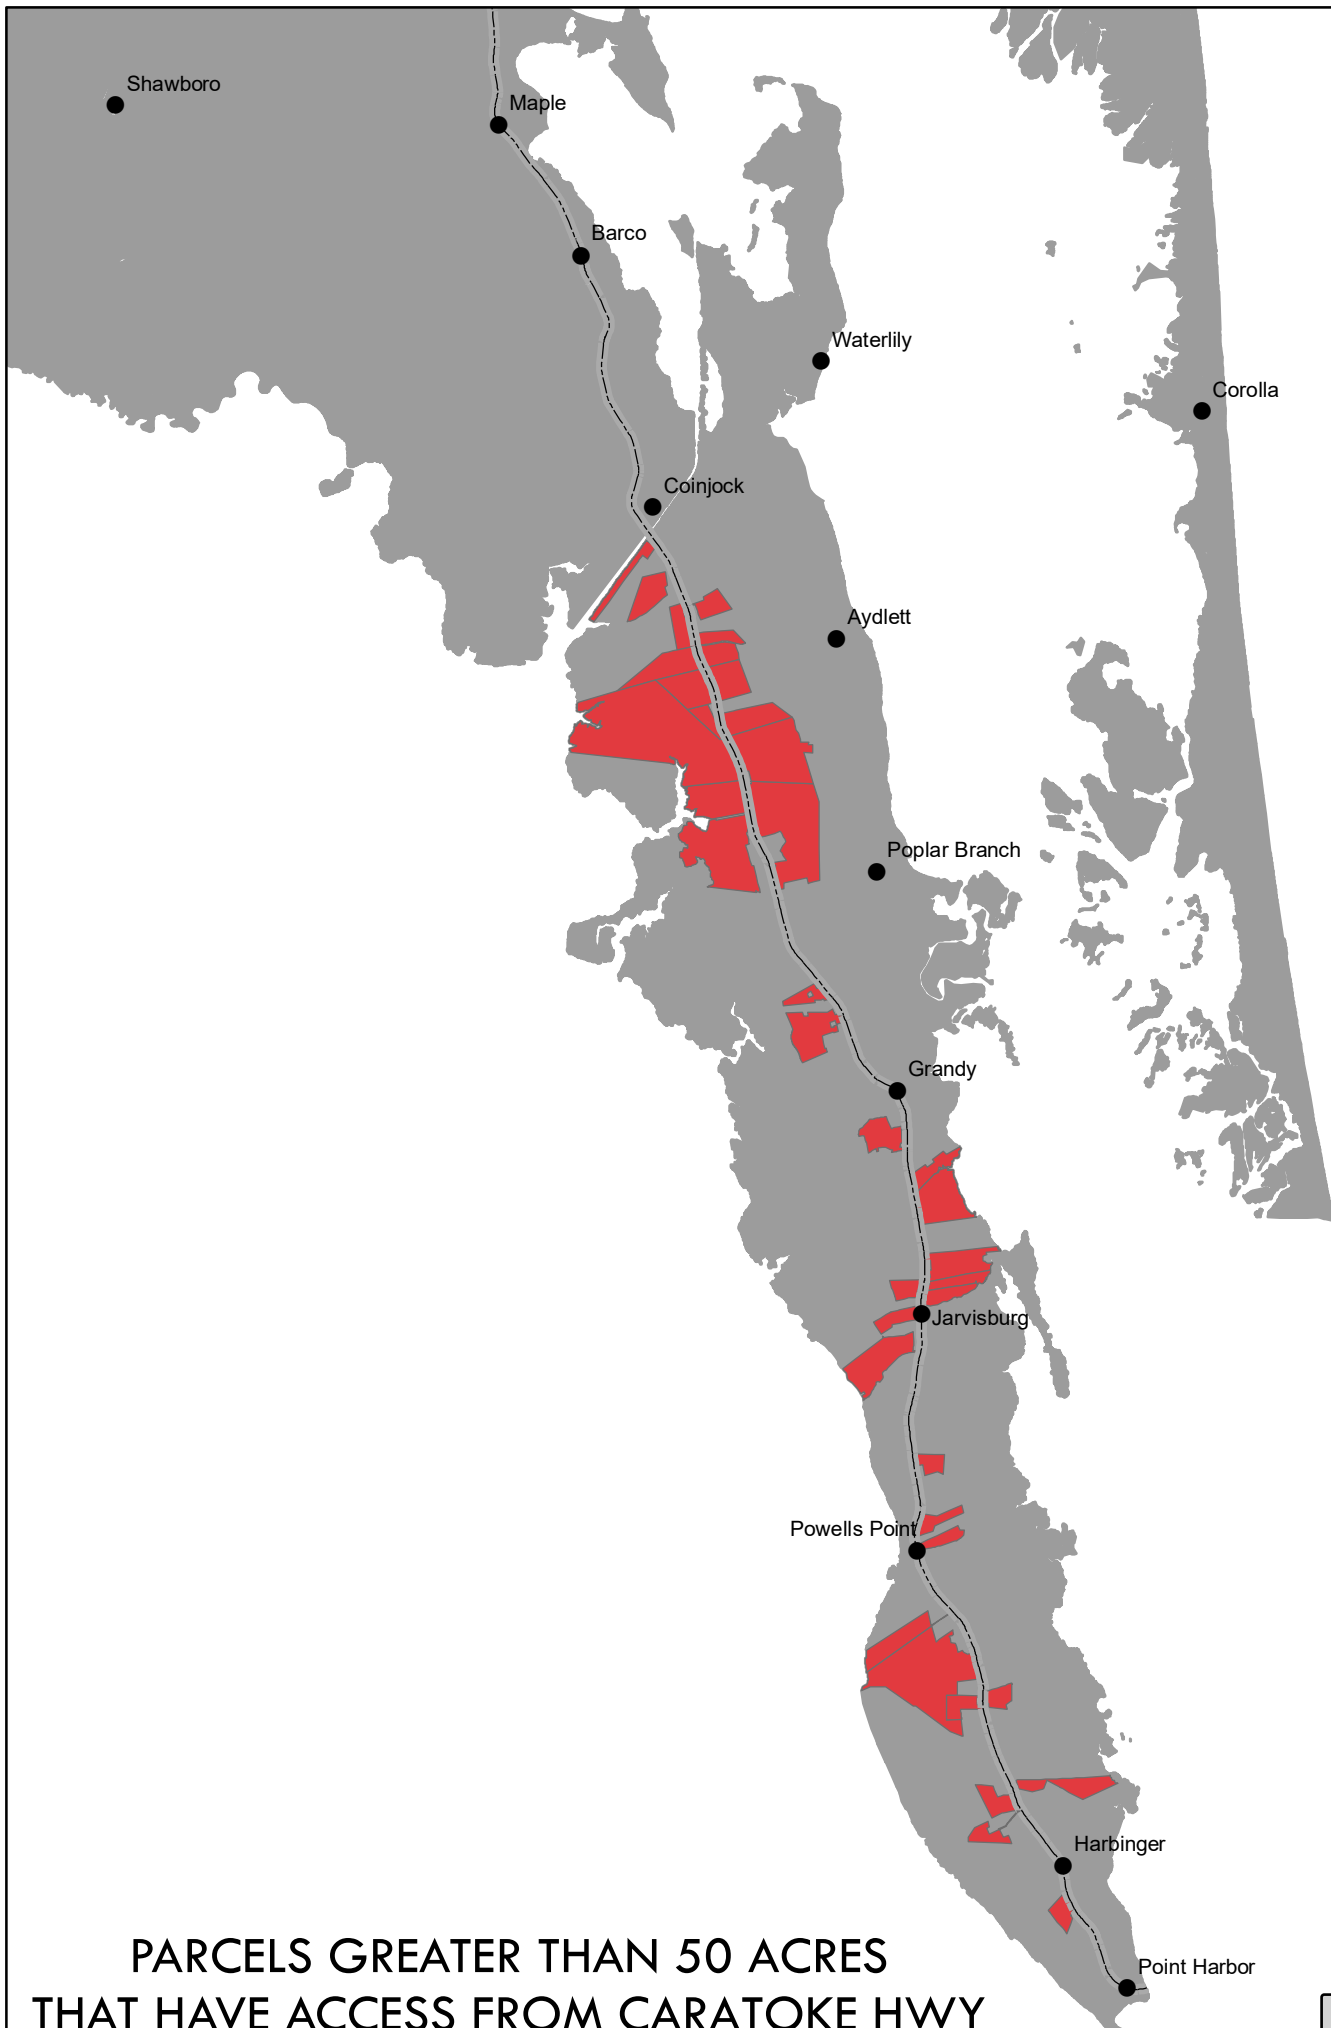 Shawboro
Maple
Barco
Waterlily
Corolla
Coinjock
Aydlett
Poplar Branch
Grandy
Jarvisburg
Powells Point
Harbinger
Point Harbor
PARCELS GREATER THAN 50 ACRES
THAT HAVE ACCESS FROM CARATOKE HWY